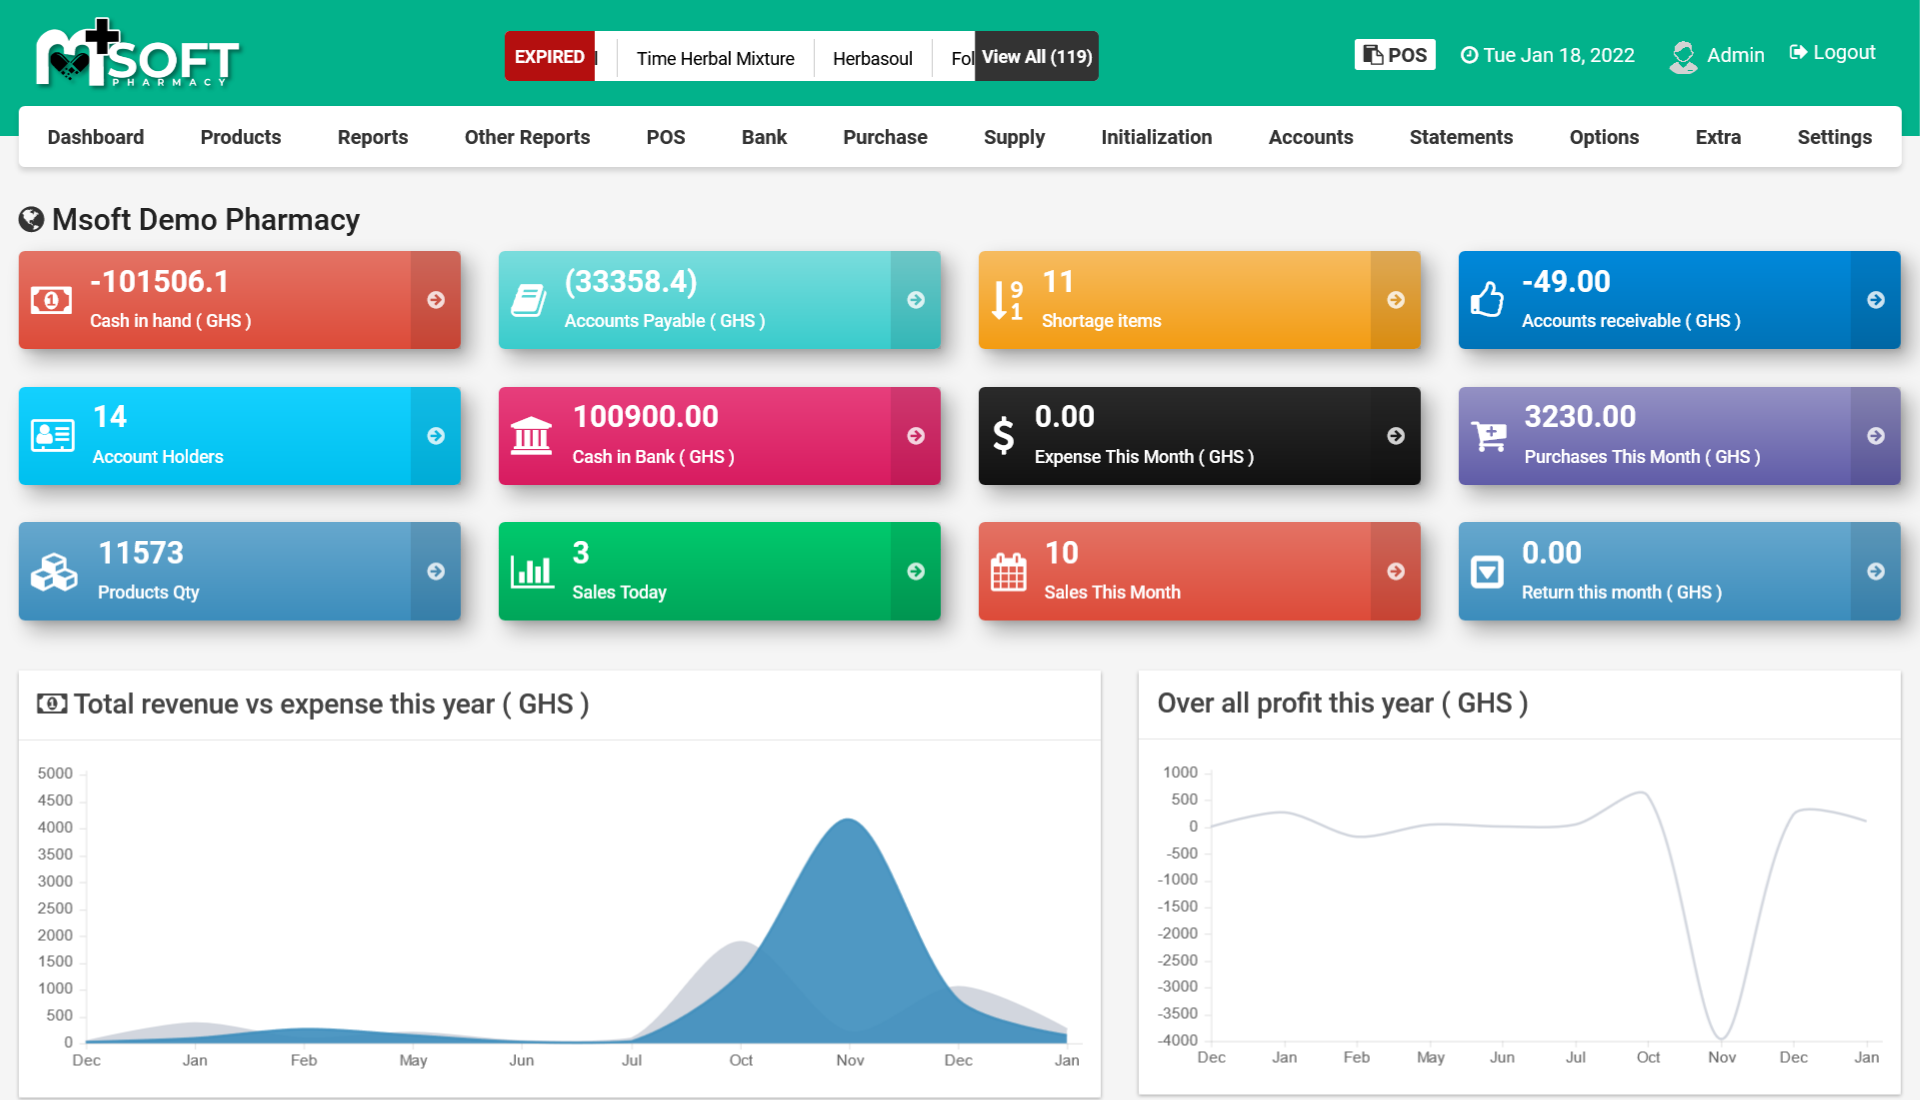 MSOFT
PHARMACY
EXPIRED
Time Herbal Mixture
Herbasoul
Fol
View All (119)
POS
Tue Jan 18, 2022
Admin
Logout
Dashboard Products Reports Other Reports POS Bank Purchase Supply Initialization Accounts Statements Options Extra Settings
Msoft Demo Pharmacy
-101506.1
Cash in hand ( GHS )
(33358.4)
Accounts Payable ( GHS )
11
Shortage items
-49.00
Accounts receivable ( GHS )
14
Account Holders
100900.00
Cash in Bank ( GHS )
0.00
Expense This Month ( GHS )
3230.00
Purchases This Month ( GHS )
11573
Products Qty
3
Sales Today
10
Sales This Month
0.00
Return this month ( GHS )
Total revenue vs expense this year ( GHS )
5000
4500
4000
3500
3000
2500
2000
1500
1000
500
0
Dec Jan Feb May Jun Jul Oct Nov Dec Jan
Over all profit this year ( GHS )
1000
500
0
-500
-1000
-1500
-2000
-2500
-3000
-3500
-4000
Dec Jan Feb May Jun Jul Oct Nov Dec Jan